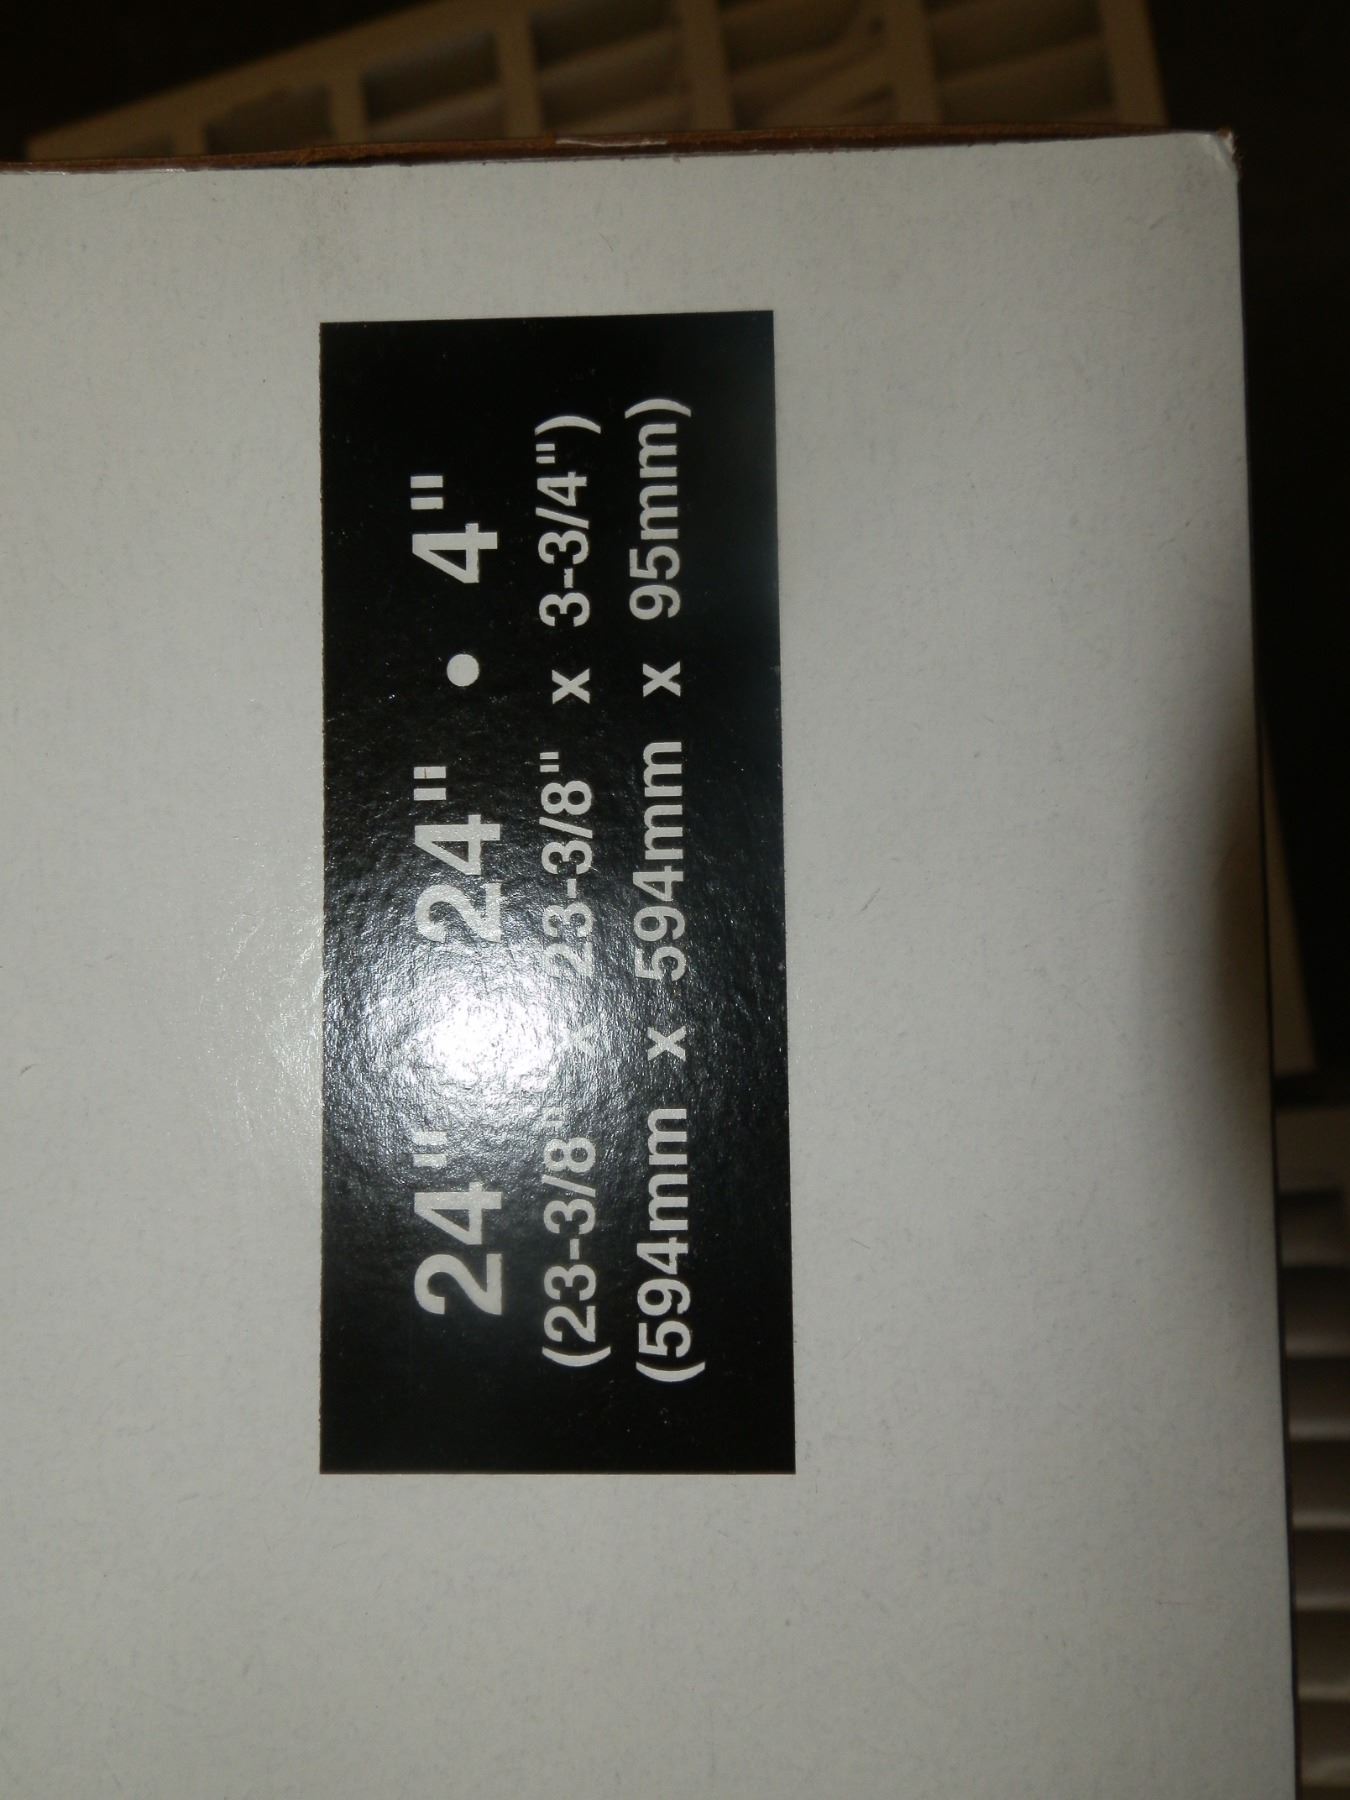 24" 24" • 4"
(23-3/8" x 23-3/8" x 3-3/4")
(594mm x 594mm x 95mm)